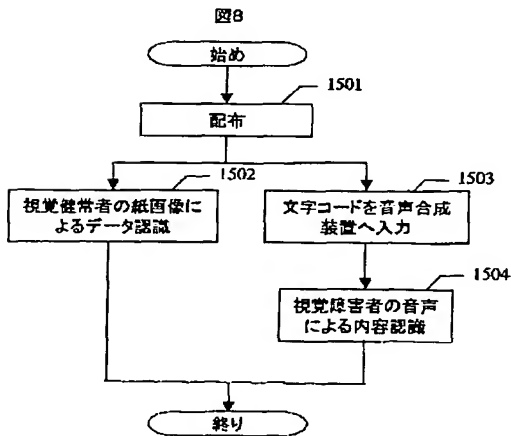 図8
始め
1501
配布
1502
視覚健常者の紙画像に
よるデータ認識
1503
文字コードを音声合成
装置へ入力
1504
視覚障害者の音声
による内容認識
終り